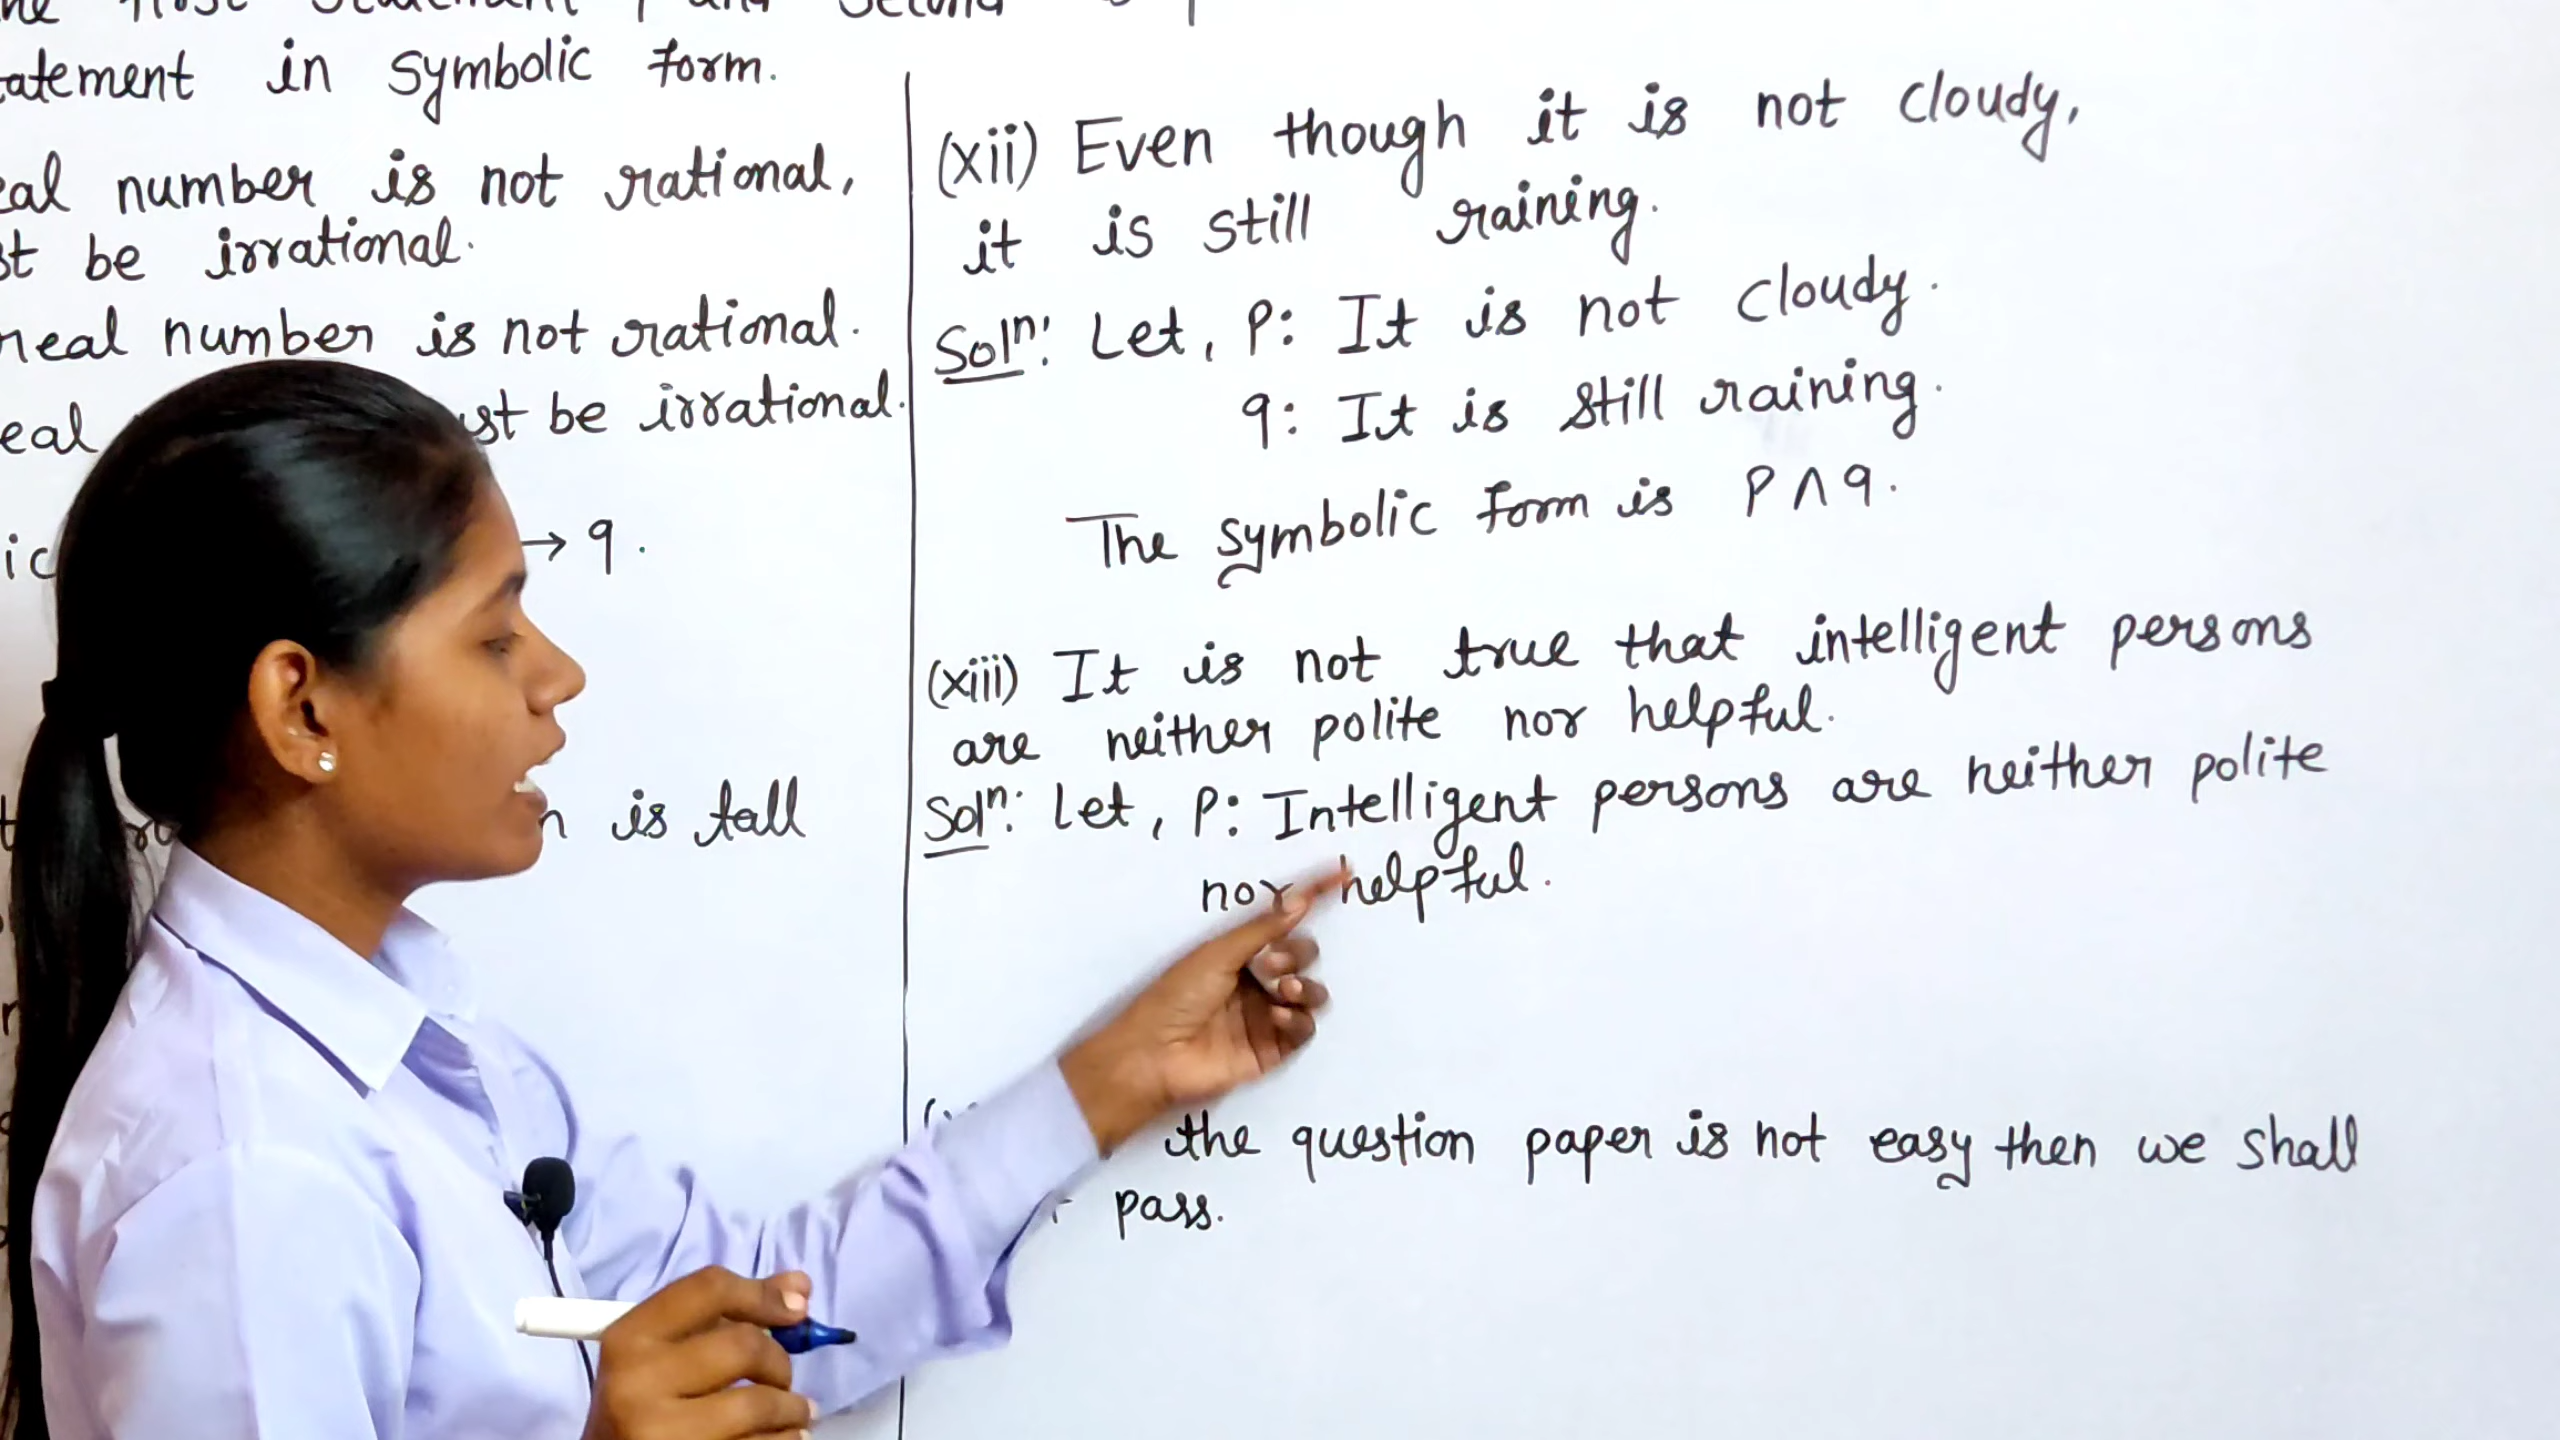 Statement and Second
in symbolic form.
number is not rational,
be irrational.
real number is not rational.
be irrational.
→ q.
is tall
(xii) Even though it is not cloudy,
it is still raining.
Solⁿ: Let, P: It is not cloudy.
q: It is still raining.
The symbolic form is P ∧ q.
(xiii) It is not true that intelligent persons
are neither polite nor helpful.
Solⁿ: Let, P: Intelligent persons are neither polite
nor helpful.
the question paper is not easy then we shall
pass.